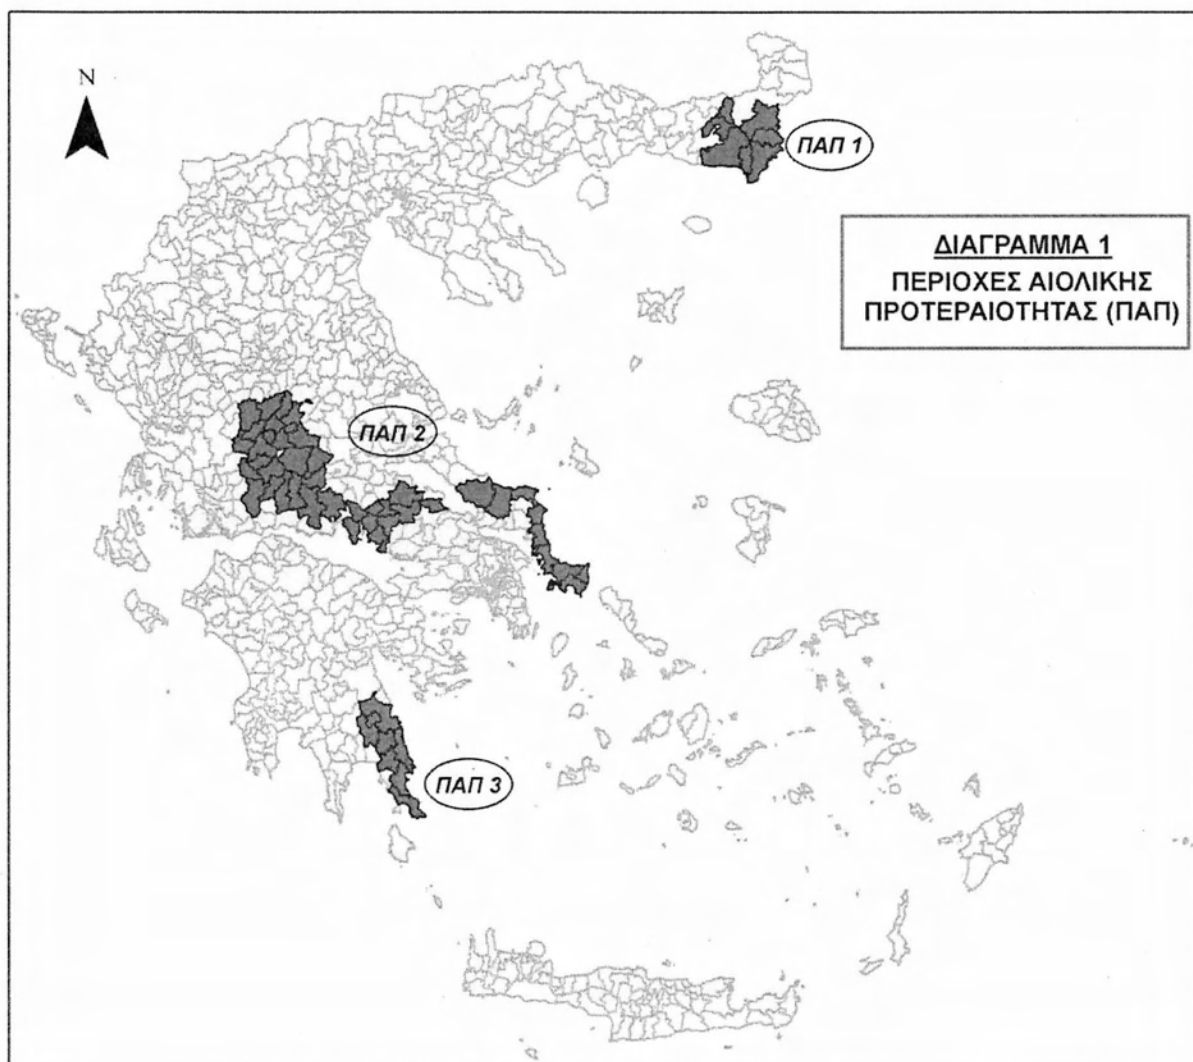 N
ΠΑΠ 1
ΔΙΑΓΡΑΜΜΑ 1
ΠΕΡΙΟΧΕΣ ΑΙΟΛΙΚΗΣ
ΠΡΟΤΕΡΑΙΟΤΗΤΑΣ (ΠΑΠ)
ΠΑΠ 2
ΠΑΠ 3